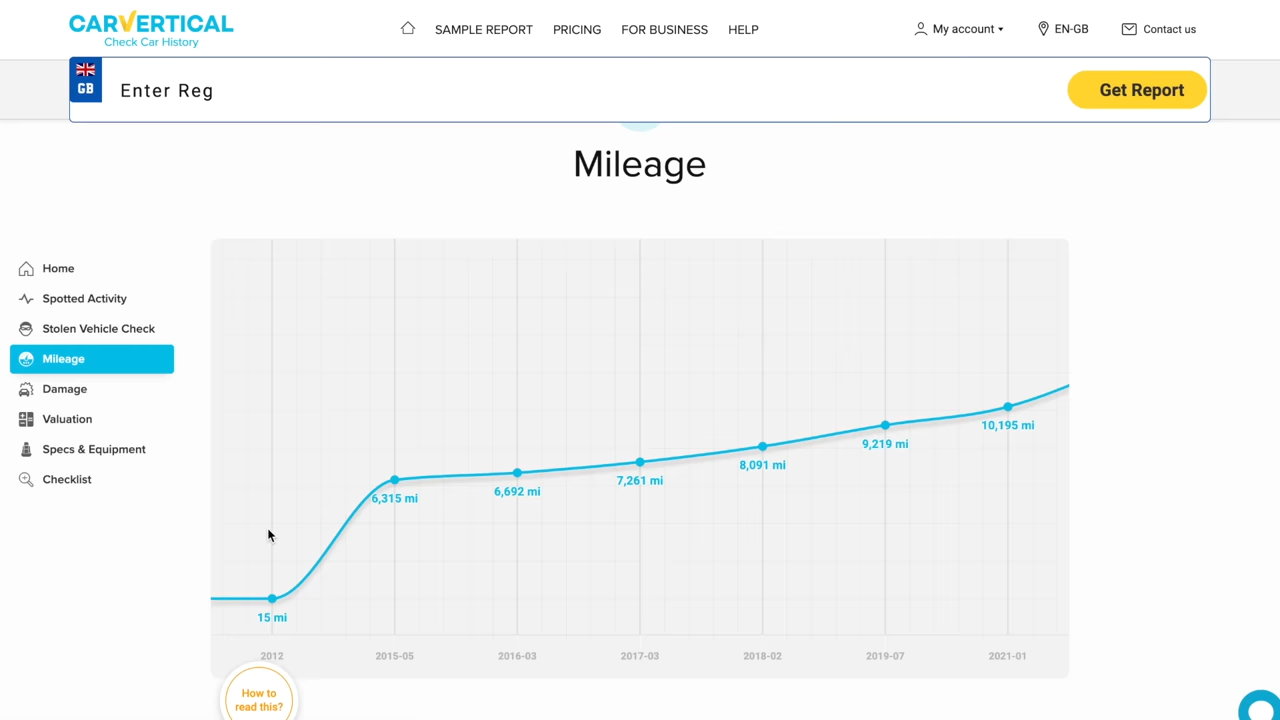 CARVERTICAL
Check Car History
SAMPLE REPORT
PRICING
FOR BUSINESS
HELP
My account
EN-GB
Contact us
GB
Enter Reg
Get Report
Mileage
Home
Spotted Activity
Stolen Vehicle Check
Mileage
Damage
Valuation
Specs & Equipment
Checklist
15 mi
6,315 mi
6,692 mi
7,261 mi
8,091 mi
9,219 mi
10,195 mi
2012
2015-05
2016-03
2017-03
2018-02
2019-07
2021-01
How to
read this?